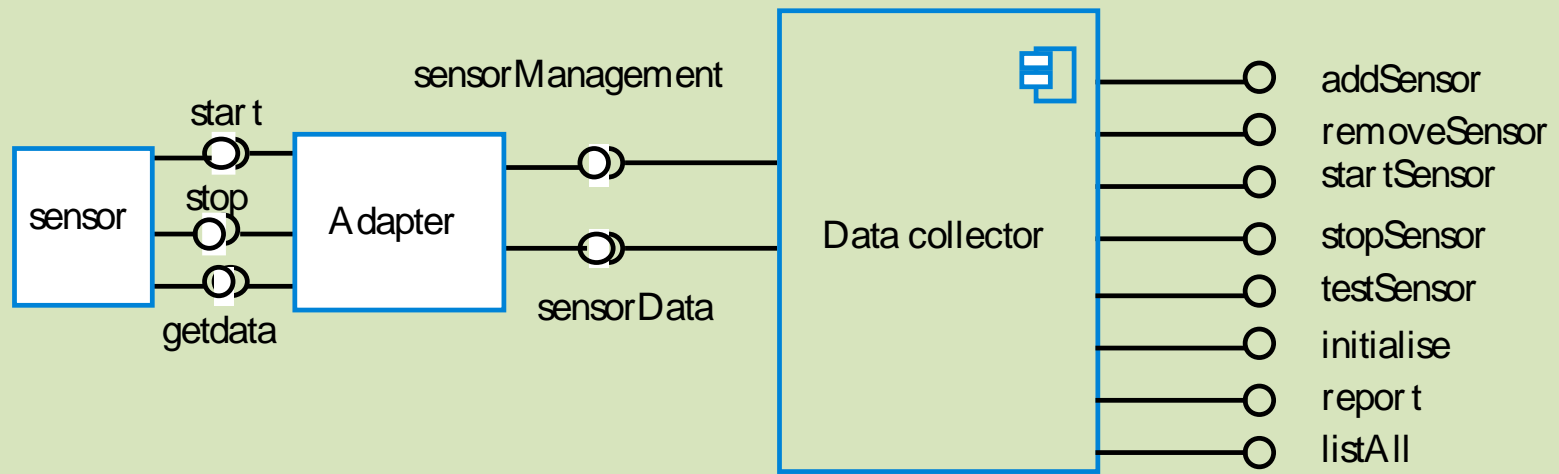 sensorManagement
start
stop
getdata
sensor
Adapter
sensorData
Data collector
addSensor
removeSensor
startSensor
stopSensor
testSensor
initialise
report
listAll